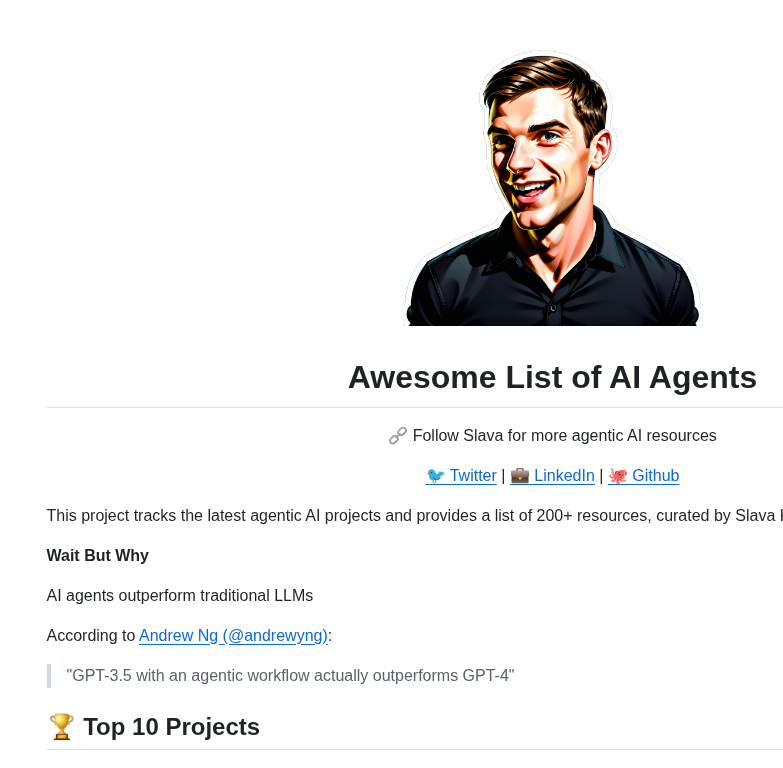 Awesome List of AI Agents
🔗 Follow Slava for more agentic AI resources
🐦 Twitter | 💼 LinkedIn | 🐙 Github
This project tracks the latest agentic AI projects and provides a list of 200+ resources, curated by Slava
Wait But Why
AI agents outperform traditional LLMs
According to Andrew Ng (@andrewyng):
"GPT-3.5 with an agentic workflow actually outperforms GPT-4"
🏆 Top 10 Projects